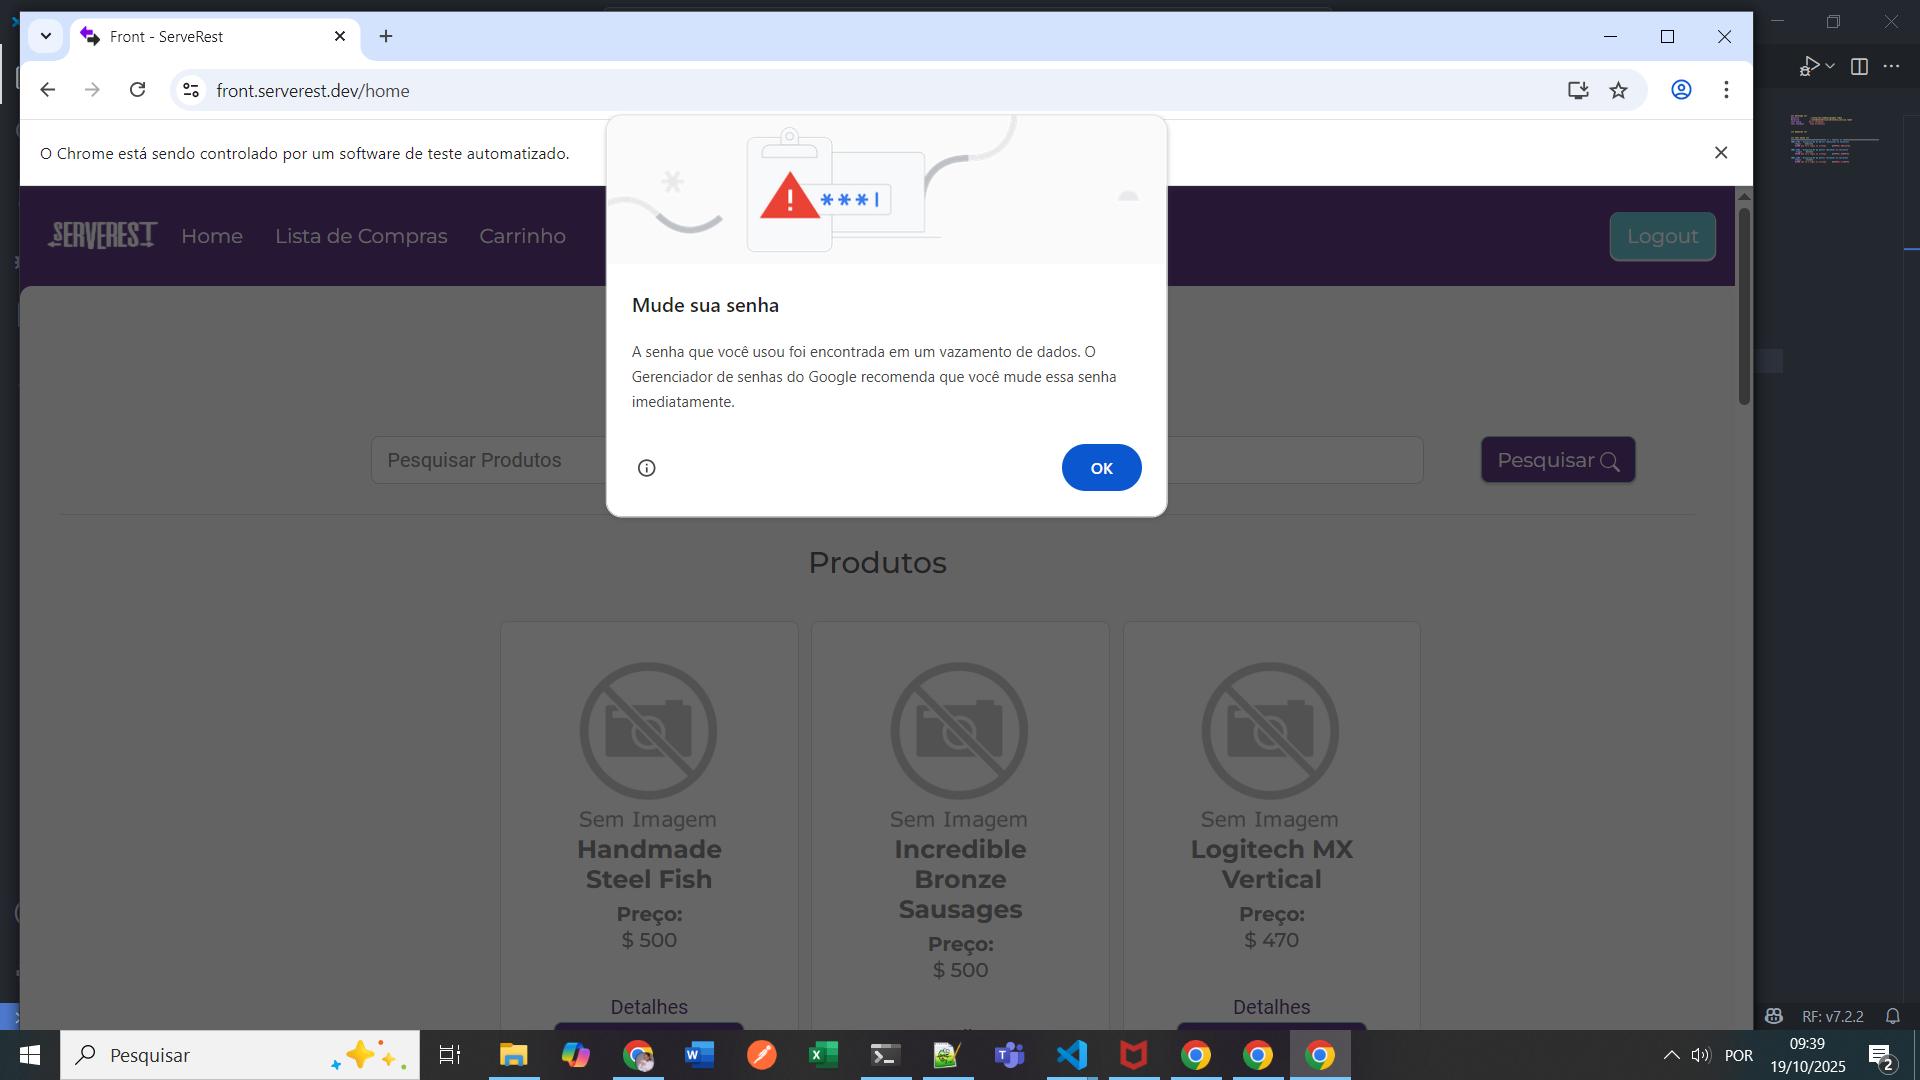 Front - ServeRest
front.serverest.dev/home
O Chrome está sendo controlado por um software de teste automatizado.
SERVEREST Home Lista de Compras Carrinho Logout
***
Mude sua senha
A senha que você usou foi encontrada em um vazamento de dados. O
Gerenciador de senhas do Google recomenda que você mude essa senha
imediatamente.
OK
Pesquisar Produtos Pesquisar
Produtos
Sem Imagem Sem Imagem Sem Imagem
Handmade
Steel Fish
Preço:
$ 500
Detalhes
Incredible
Bronze
Sausages
Preço:
$ 500
Logitech MX
Vertical
Preço:
$ 470
Detalhes
RF: v7.2.2
Pesquisar
POR
09:39
19/10/2025
2